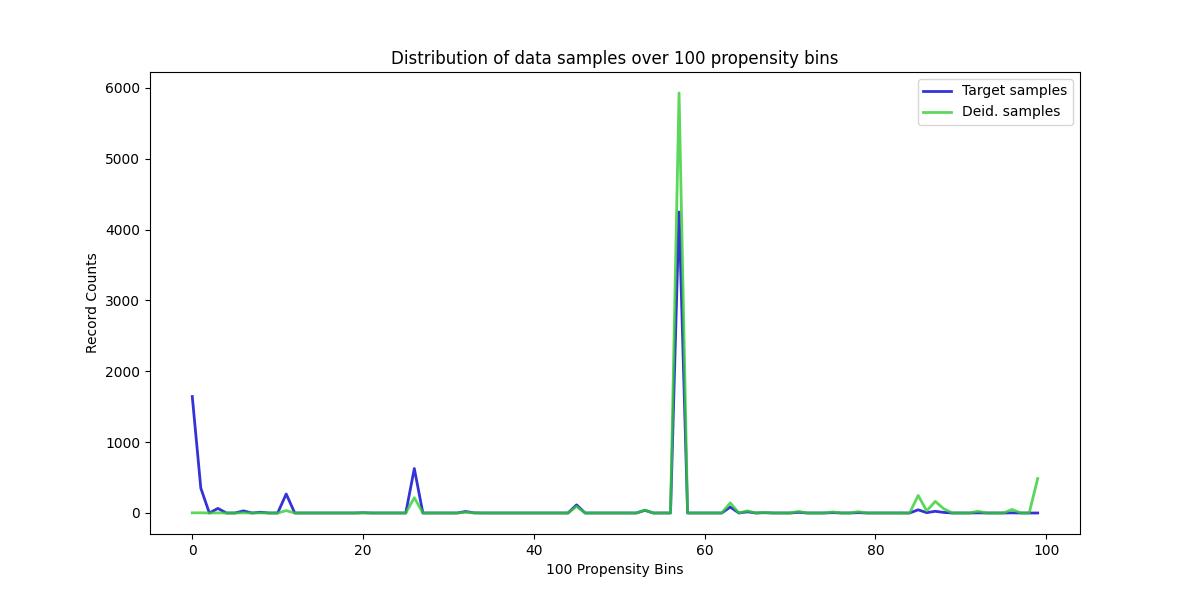 Distribution of data samples over 100 propensity bins
Target samples
Deid. samples
6000
5000
4000
3000
2000
1000
0
Record Counts
0 20 40 60 80 100
100 Propensity Bins